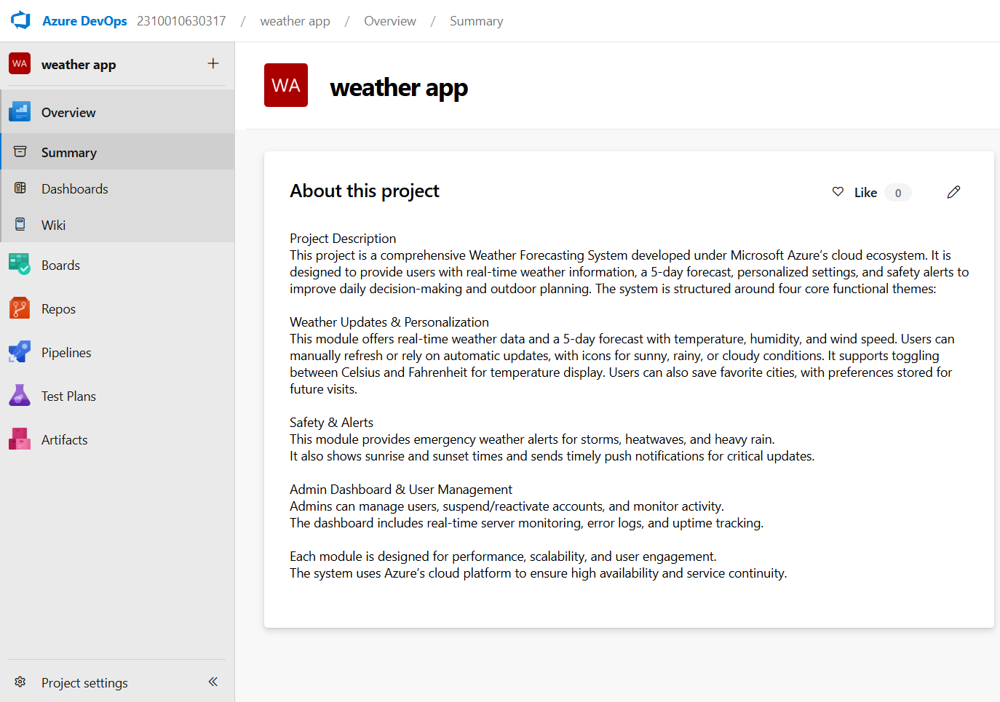 Azure DevOps 2310010630317 / weather app / Overview / Summary
WA weather app +
Overview
Summary
Dashboards
Wiki
Boards
Repos
Pipelines
Test Plans
Artifacts
Project settings
WA weather app
About this project
Like 0
Project Description
This project is a comprehensive Weather Forecasting System developed under Microsoft Azure’s cloud ecosystem. It is
designed to provide users with real-time weather information, a 5-day forecast, personalized settings, and safety alerts to
improve daily decision-making and outdoor planning. The system is structured around four core functional themes:
Weather Updates & Personalization
This module offers real-time weather data and a 5-day forecast with temperature, humidity, and wind speed. Users can
manually refresh or rely on automatic updates, with icons for sunny, rainy, or cloudy conditions. It supports toggling
between Celsius and Fahrenheit for temperature display. Users can also save favorite cities, with preferences stored for
future visits.
Safety & Alerts
This module provides emergency weather alerts for storms, heatwaves, and heavy rain.
It also shows sunrise and sunset times and sends timely push notifications for critical updates.
Admin Dashboard & User Management
Admins can manage users, suspend/reactivate accounts, and monitor activity.
The dashboard includes real-time server monitoring, error logs, and uptime tracking.
Each module is designed for performance, scalability, and user engagement.
The system uses Azure’s cloud platform to ensure high availability and service continuity.